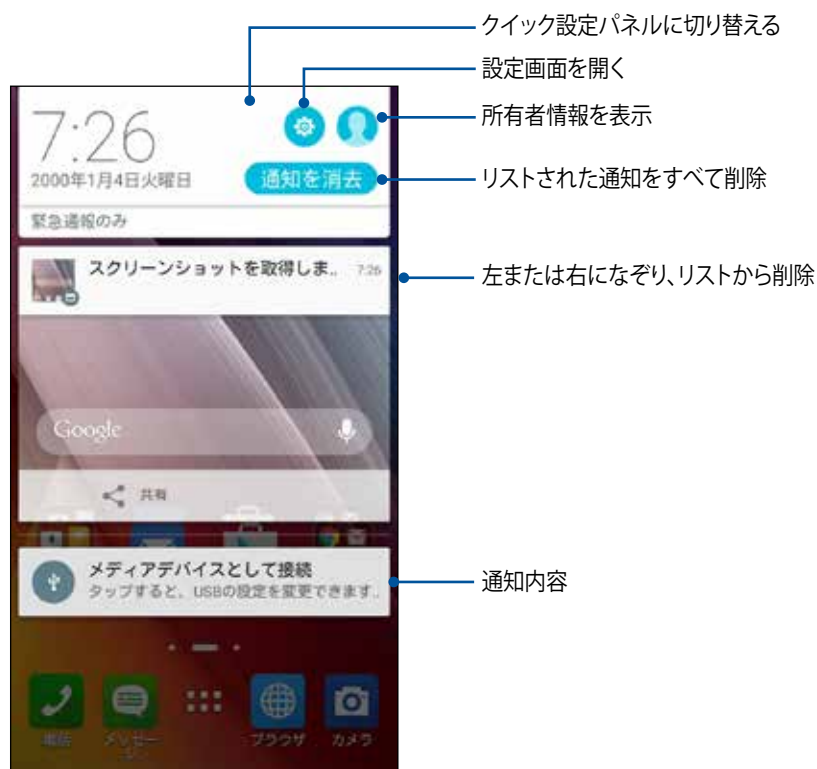 クイック設定パネルに切り替える
設定画面を開く
所有者情報を表示
リストされた通知をすべて削除
左または右になぞり、リストから削除
通知内容
7:26
2000年1月4日火曜日
通知を消去
緊急通報のみ
スクリーンショットを取得しま.. 7:26
Google
共有
メディアデバイスとして接続
タップすると、USBの設定を変更できます..
電話
メッセー
ジ
ブラウザ
カメラ